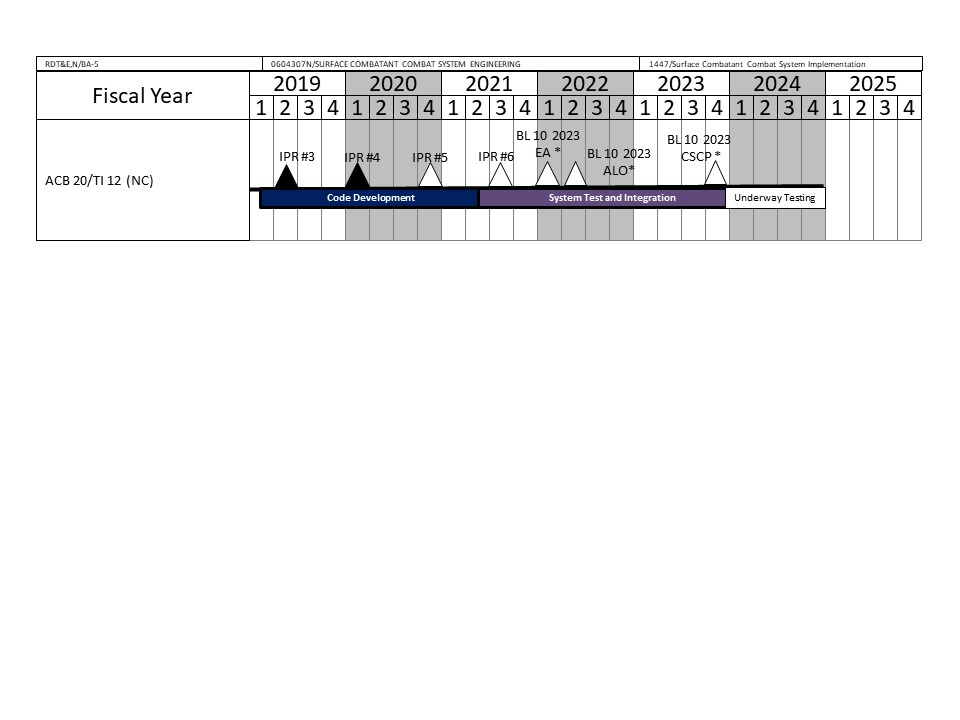 RDT&E,N/BA-5 0604307N/SURFACE COMBATANT COMBAT SYSTEM ENGINEERING 1447/Surface Combatant Combat System Implementation
Fiscal Year 2019 2020 2021 2022 2023 2024 2025
1 2 3 4 1 2 3 4 1 2 3 4 1 2 3 4 1 2 3 4 1 2 3 4 1 2 3 4
BL 10 2023
EA *
BL 10 2023
CSCP *
IPR #3 IPR #4 IPR #5 IPR #6
BL 10 2023
ALO*
ACB 20/TI 12 (NC)
Code Development System Test and Integration Underway Testing